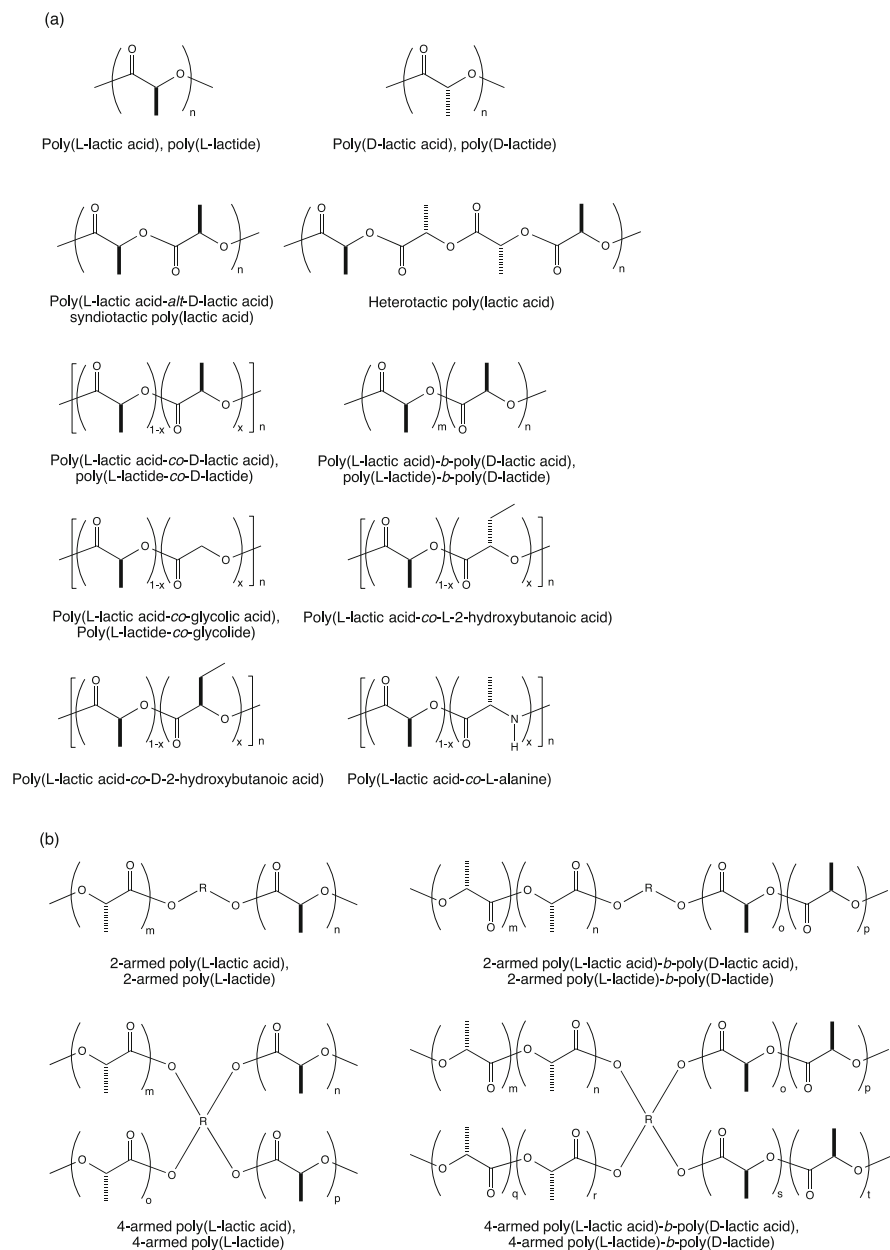 (a)
O
O
n
O
O
n
Poly(L-lactic acid), poly(L-lactide)
Poly(D-lactic acid), poly(D-lactide)
O
O
O
O
n
O
O
O
O
O
O
O
O
n
Poly(L-lactic acid-alt-D-lactic acid)
syndiotactic poly(lactic acid)
Heterotactic poly(lactic acid)
O
O
1-x
O
O
x
n
O
O
m
O
O
n
Poly(L-lactic acid-co-D-lactic acid),
poly(L-lactide-co-D-lactide)
Poly(L-lactic acid)-b-poly(D-lactic acid),
poly(L-lactide)-b-poly(D-lactide)
O
O
1-x
O
O
x
n
O
O
1-x
O
O
x
n
Poly(L-lactic acid-co-glycolic acid),
Poly(L-lactide-co-glycolide)
Poly(L-lactic acid-co-L-2-hydroxybutanoic acid)
O
O
1-x
O
O
x
n
O
O
1-x
O
N
H
x
n
Poly(L-lactic acid-co-D-2-hydroxybutanoic acid)
Poly(L-lactic acid-co-L-alanine)
(b)
O
O
m
O
R
O
O
O
n
O
O
m
O
O
n
O
R
O
O
O
o
O
O
p
2-armed poly(L-lactic acid),
2-armed poly(L-lactide)
2-armed poly(L-lactic acid)-b-poly(D-lactic acid),
2-armed poly(L-lactide)-b-poly(D-lactide)
O
O
m
O
O
O
O
n
R
O
O
o
O
O
O
O
p
O
O
m
O
O
n
O
O
O
O
o
O
O
p
R
O
O
q
O
O
r
O
O
O
O
s
O
O
t
4-armed poly(L-lactic acid),
4-armed poly(L-lactide)
4-armed poly(L-lactic acid)-b-poly(D-lactic acid),
4-armed poly(L-lactide)-b-poly(D-lactide)